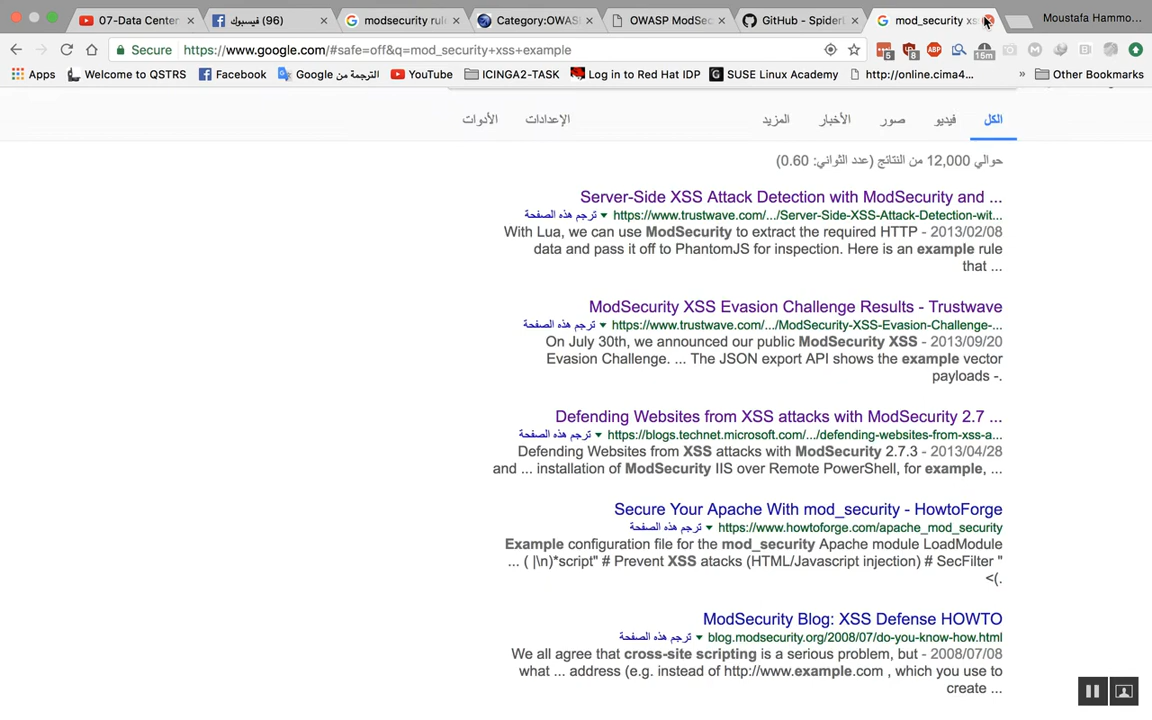 07-Data Center
فيسبوك (96)
modsecurity rul
Category:OWAS
OWASP ModSec
GitHub - Spider
mod_security xs
Moustafa Hammo...
Secure
https://www.google.com/#safe=off&q=mod_security+xss+example
5
8
ABP
15m
Apps
Welcome to QSTRS
Facebook
Google الترجمة من
YouTube
ICINGA2-TASK
Log in to Red Hat IDP
SUSE Linux Academy
http://online.cima4...
»
Other Bookmarks
الكل
فيديو
صور
الأخبار
المزيد
الإعدادات
الأدوات
حوالي 12,000 من النتائج (عدد الثواني: 0.60)
Server-Side XSS Attack Detection with ModSecurity and ...
https://www.trustwave.com/.../Server-Side-XSS-Attack-Detection-wit... ▼ ترجم هذه الصفحة
With Lua, we can use ModSecurity to extract the required HTTP - 2013/02/08
data and pass it off to PhantomJS for inspection. Here is an example rule
that ...
ModSecurity XSS Evasion Challenge Results - Trustwave
https://www.trustwave.com/.../ModSecurity-XSS-Evasion-Challenge-... ▼ ترجم هذه الصفحة
On July 30th, we announced our public ModSecurity XSS - 2013/09/20
Evasion Challenge. ... The JSON export API shows the example vector
payloads -.
Defending Websites from XSS attacks with ModSecurity 2.7 ...
https://blogs.technet.microsoft.com/.../defending-websites-from-xss-a... ▼ ترجم هذه الصفحة
Defending Websites from XSS attacks with ModSecurity 2.7.3 - 2013/04/28
and ... installation of ModSecurity IIS over Remote PowerShell, for example, ...
Secure Your Apache With mod_security - HowtoForge
https://www.howtoforge.com/apache_mod_security ▼ ترجم هذه الصفحة
Example configuration file for the mod_security Apache module LoadModule
... ( |\n)*script" # Prevent XSS atacks (HTML/Javascript injection) # SecFilter "
<(.
ModSecurity Blog: XSS Defense HOWTO
blog.modsecurity.org/2008/07/do-you-know-how.html ▼ ترجم هذه الصفحة
We all agree that cross-site scripting is a serious problem, but - 2008/07/08
what ... address (e.g. instead of http://www.example.com , which you use to
create ...